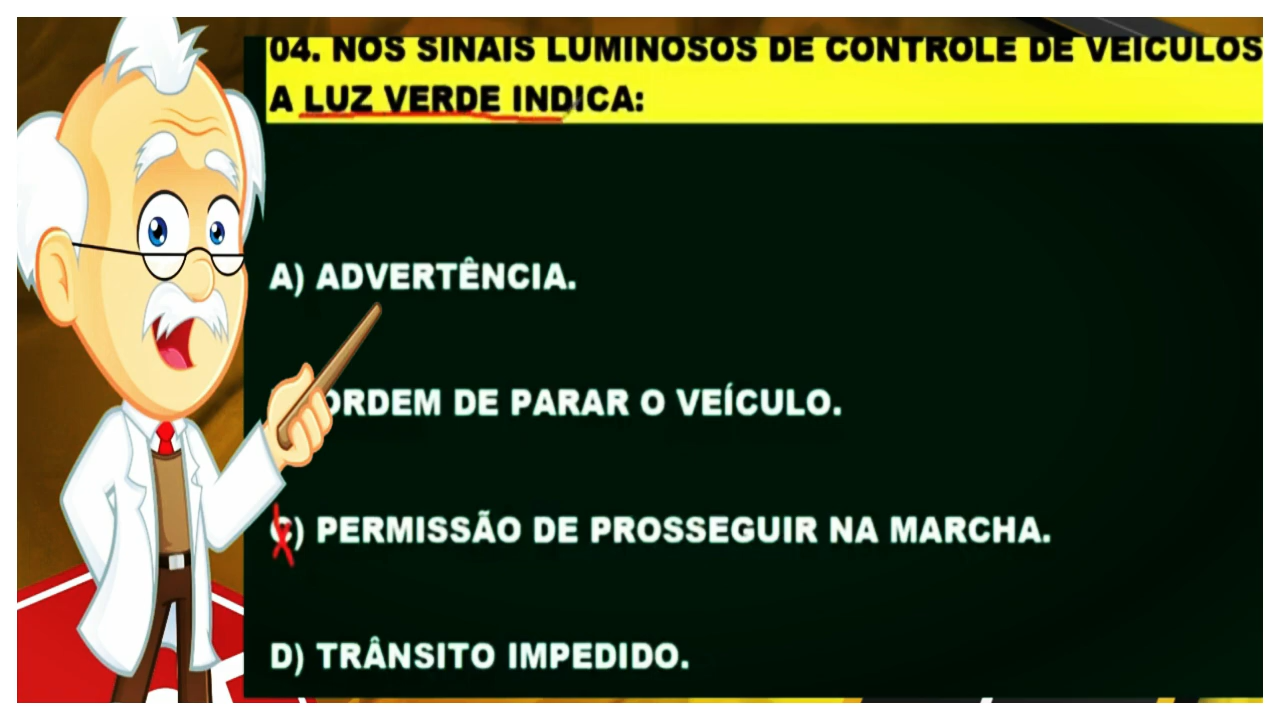 04. NOS SINAIS LUMINOSOS DE CONTROLE DE VEÍCULOS
A LUZ VERDE INDICA:
A) ADVERTÊNCIA.
ORDEM DE PARAR O VEÍCULO.
C) PERMISSÃO DE PROSSEGUIR NA MARCHA.
D) TRÂNSITO IMPEDIDO.